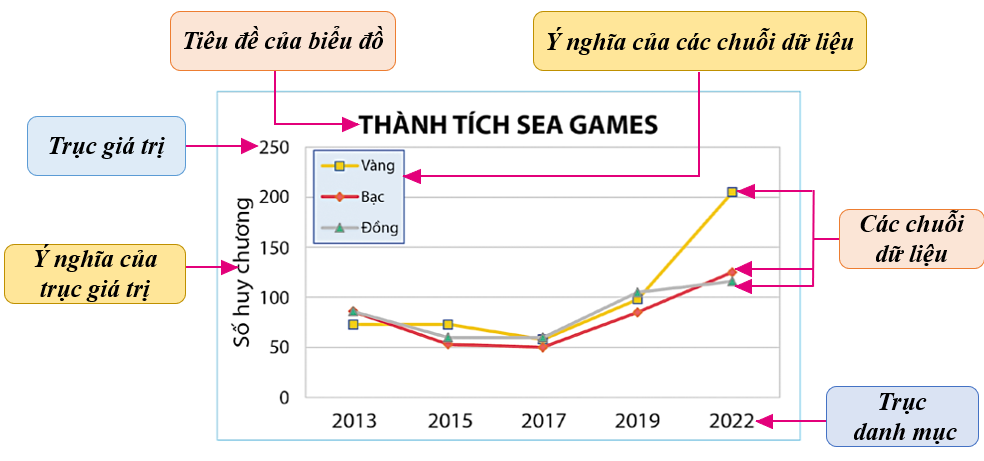 Tiêu đề của biểu đồ
Ý nghĩa của các chuỗi dữ liệu
THÀNH TÍCH SEA GAMES
Trục giá trị
250
200
150
100
50
0
Vàng
Bạc
Đồng
Số huy chương
Ý nghĩa của
trục giá trị
Các chuỗi
dữ liệu
2013 2015 2017 2019 2022
Trục
danh mục